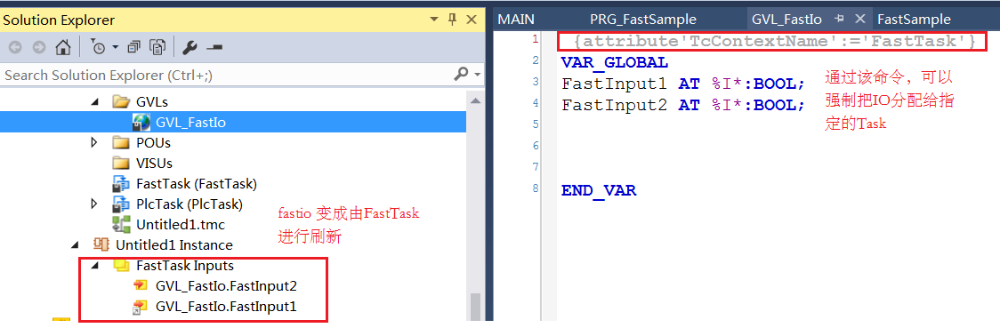 Solution Explorer
Search Solution Explorer (Ctrl+;)
GVLs
GVL_FastIo
POUs
VISUs
FastTask (FastTask)
PlcTask (PlcTask)
Untitled1.tmc
Untitled1 Instance
FastTask Inputs
GVL_FastIo.FastInput2
GVL_FastIo.FastInput1
fastio 变成由FastTask
进行刷新
MAIN PRG_FastSample GVL_FastIo FastSample
1 {attribute'TcContextName':='FastTask'}
2 VAR_GLOBAL
3 FastInput1 AT %I*:BOOL;
4 FastInput2 AT %I*:BOOL;
5
6
7
8 END_VAR
通过该命令，可以
强制把IO分配给指
定的Task